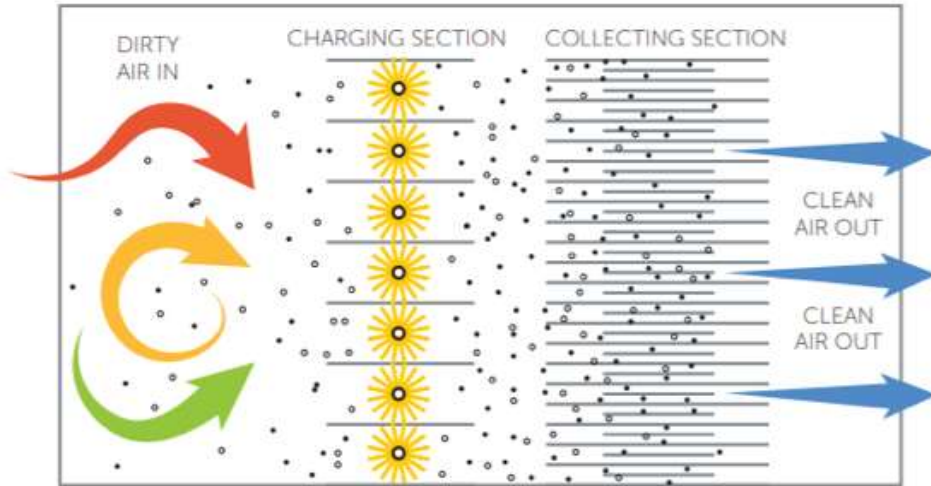 DIRTY
AIR IN
CHARGING SECTION
COLLECTING SECTION
CLEAN
AIR OUT
CLEAN
AIR OUT